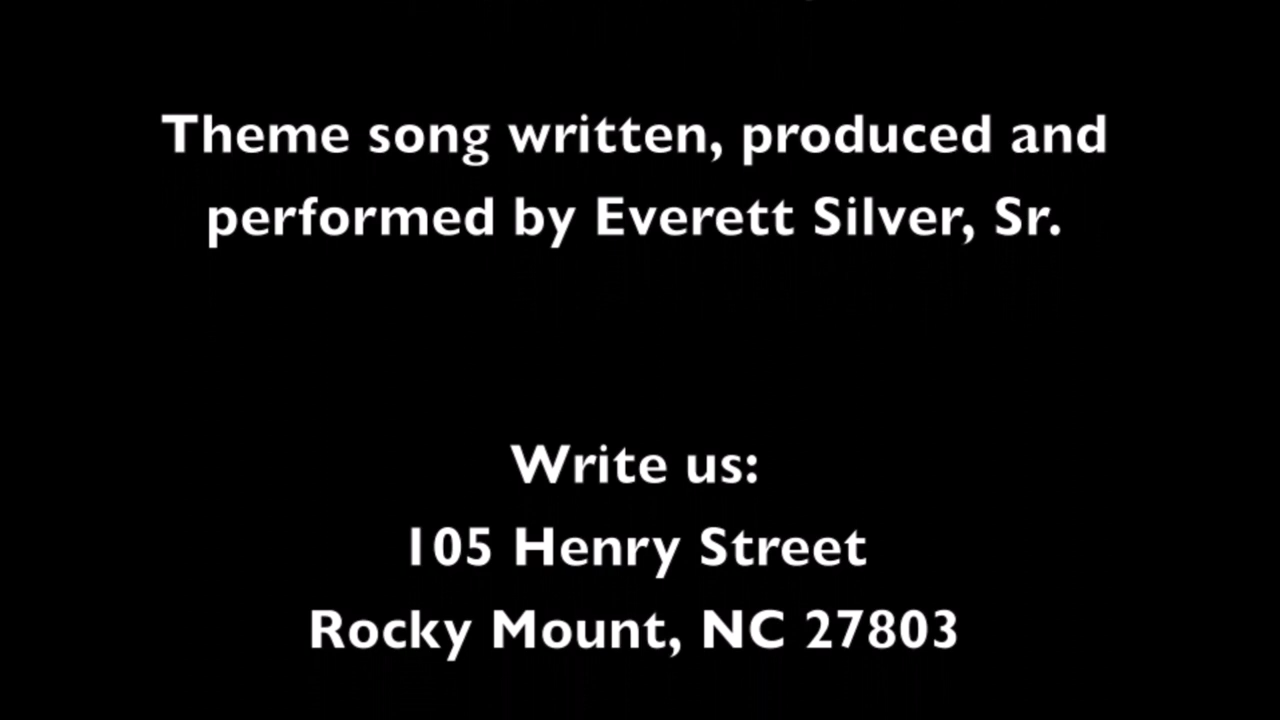 Theme song written, produced and
performed by Everett Silver, Sr.
Write us:
105 Henry Street
Rocky Mount, NC 27803